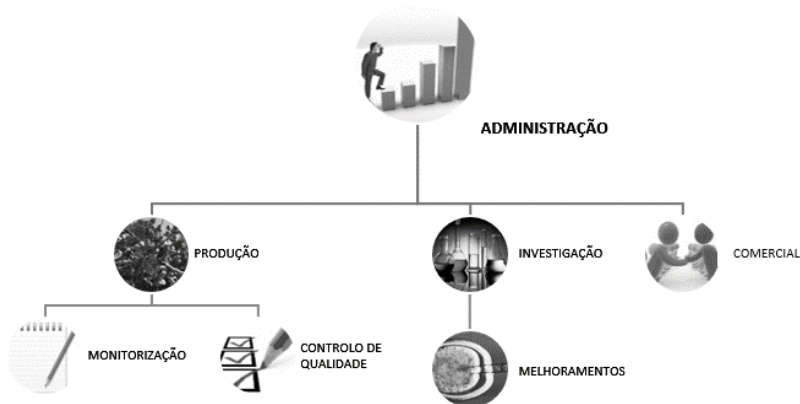 ADMINISTRAÇÃO
PRODUÇÃO
INVESTIGAÇÃO
COMERCIAL
MONITORIZAÇÃO
CONTROLO DE
QUALIDADE
MELHORAMENTOS